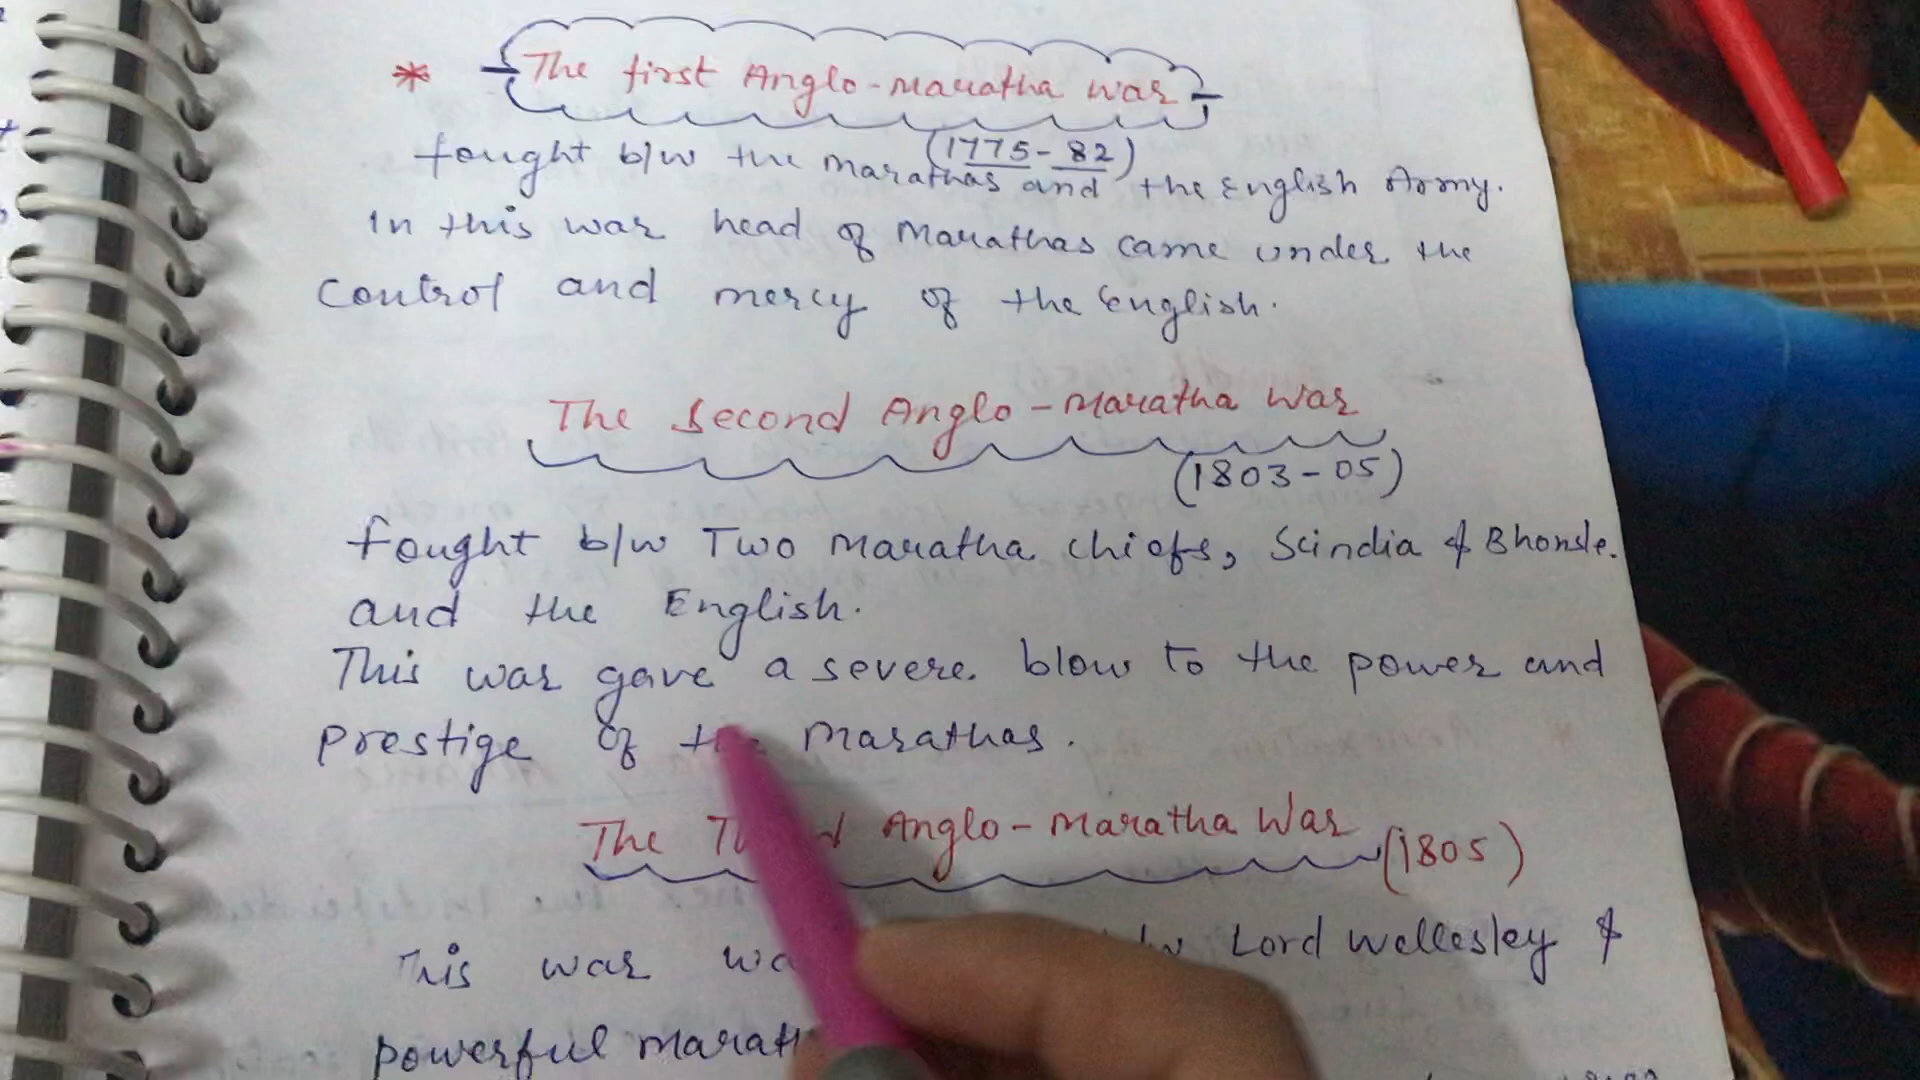 * The first Anglo-Maratha war
(1775-82)
fought b/w the marathas and the English Army.
In this war head of Marathas came under the
control and mercy of the English.
The Second Anglo-Maratha War
(1803-05)
fought b/w Two Maratha chiefs, Scindia & Bhonsle.
and the English.
This war gave a severe blow to the power and
prestige of the Marathas.
The Anglo-Maratha War (1805)
This war Lord Wellesley &
powerful